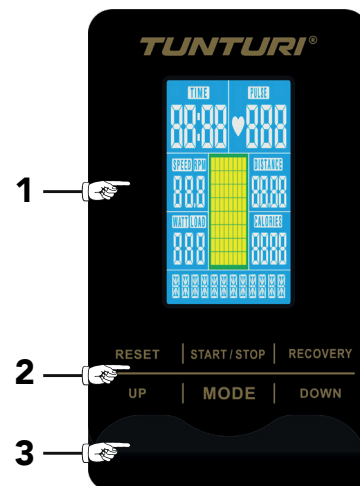 TUNTURI®
TIME PULSE
88:88 888
SPEED RPM DISTANCE
88.8 88.88
WATT LOAD CALORIES
888 8888
1
RESET START/STOP RECOVERY
2
UP MODE DOWN
3